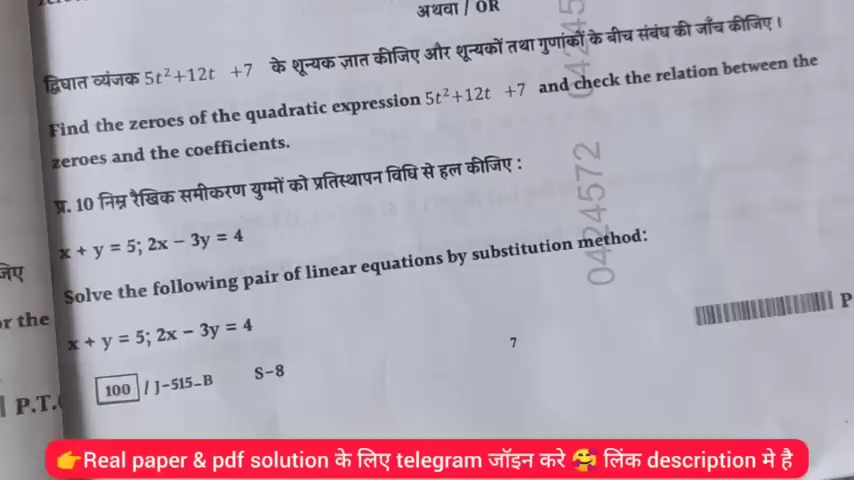 अथवा / OR
द्विघात व्यंजक 5t²+12t +7 के शून्यक ज्ञात कीजिए और शून्यकों तथा गुणांकों के बीच संबंध की जाँच कीजिए।
Find the zeroes of the quadratic expression 5t²+12t +7 and check the relation between the
zeroes and the coefficients.
प्र. 10 निम्न रैखिक समीकरण युग्मों को प्रतिस्थापन विधि से हल कीजिए :
x + y = 5; 2x − 3y = 4
Solve the following pair of linear equations by substitution method:
x + y = 5; 2x − 3y = 4
100 / J-515-B S-8
7
P
0424572
or the
P.T.
👉Real paper & pdf solution के लिए telegram जॉइन करे 🥰 लिंक description मे है